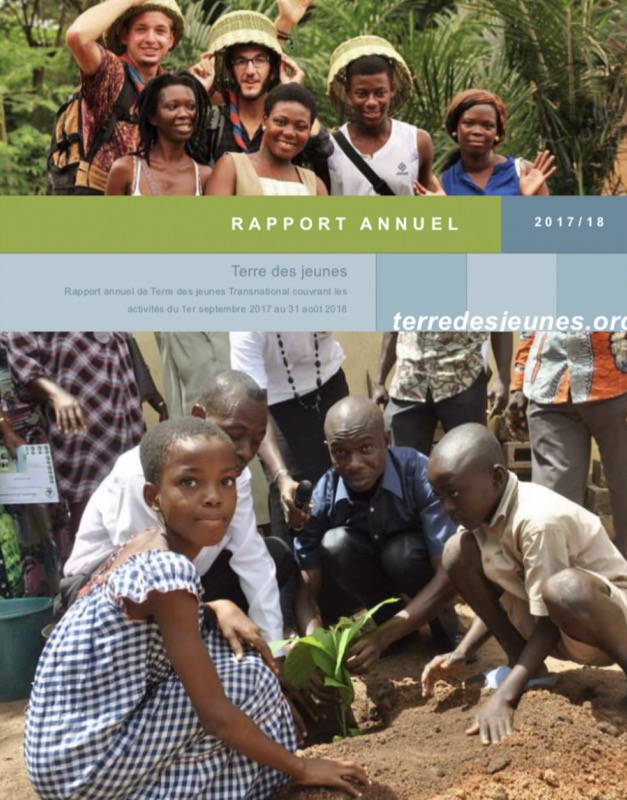 RAPPORT ANNUEL 2017/18
Terre des jeunes
Rapport annuel de Terre des jeunes Transnational couvrant les
activités du 1er septembre 2017 au 31 août 2018
terredesjeunes.org